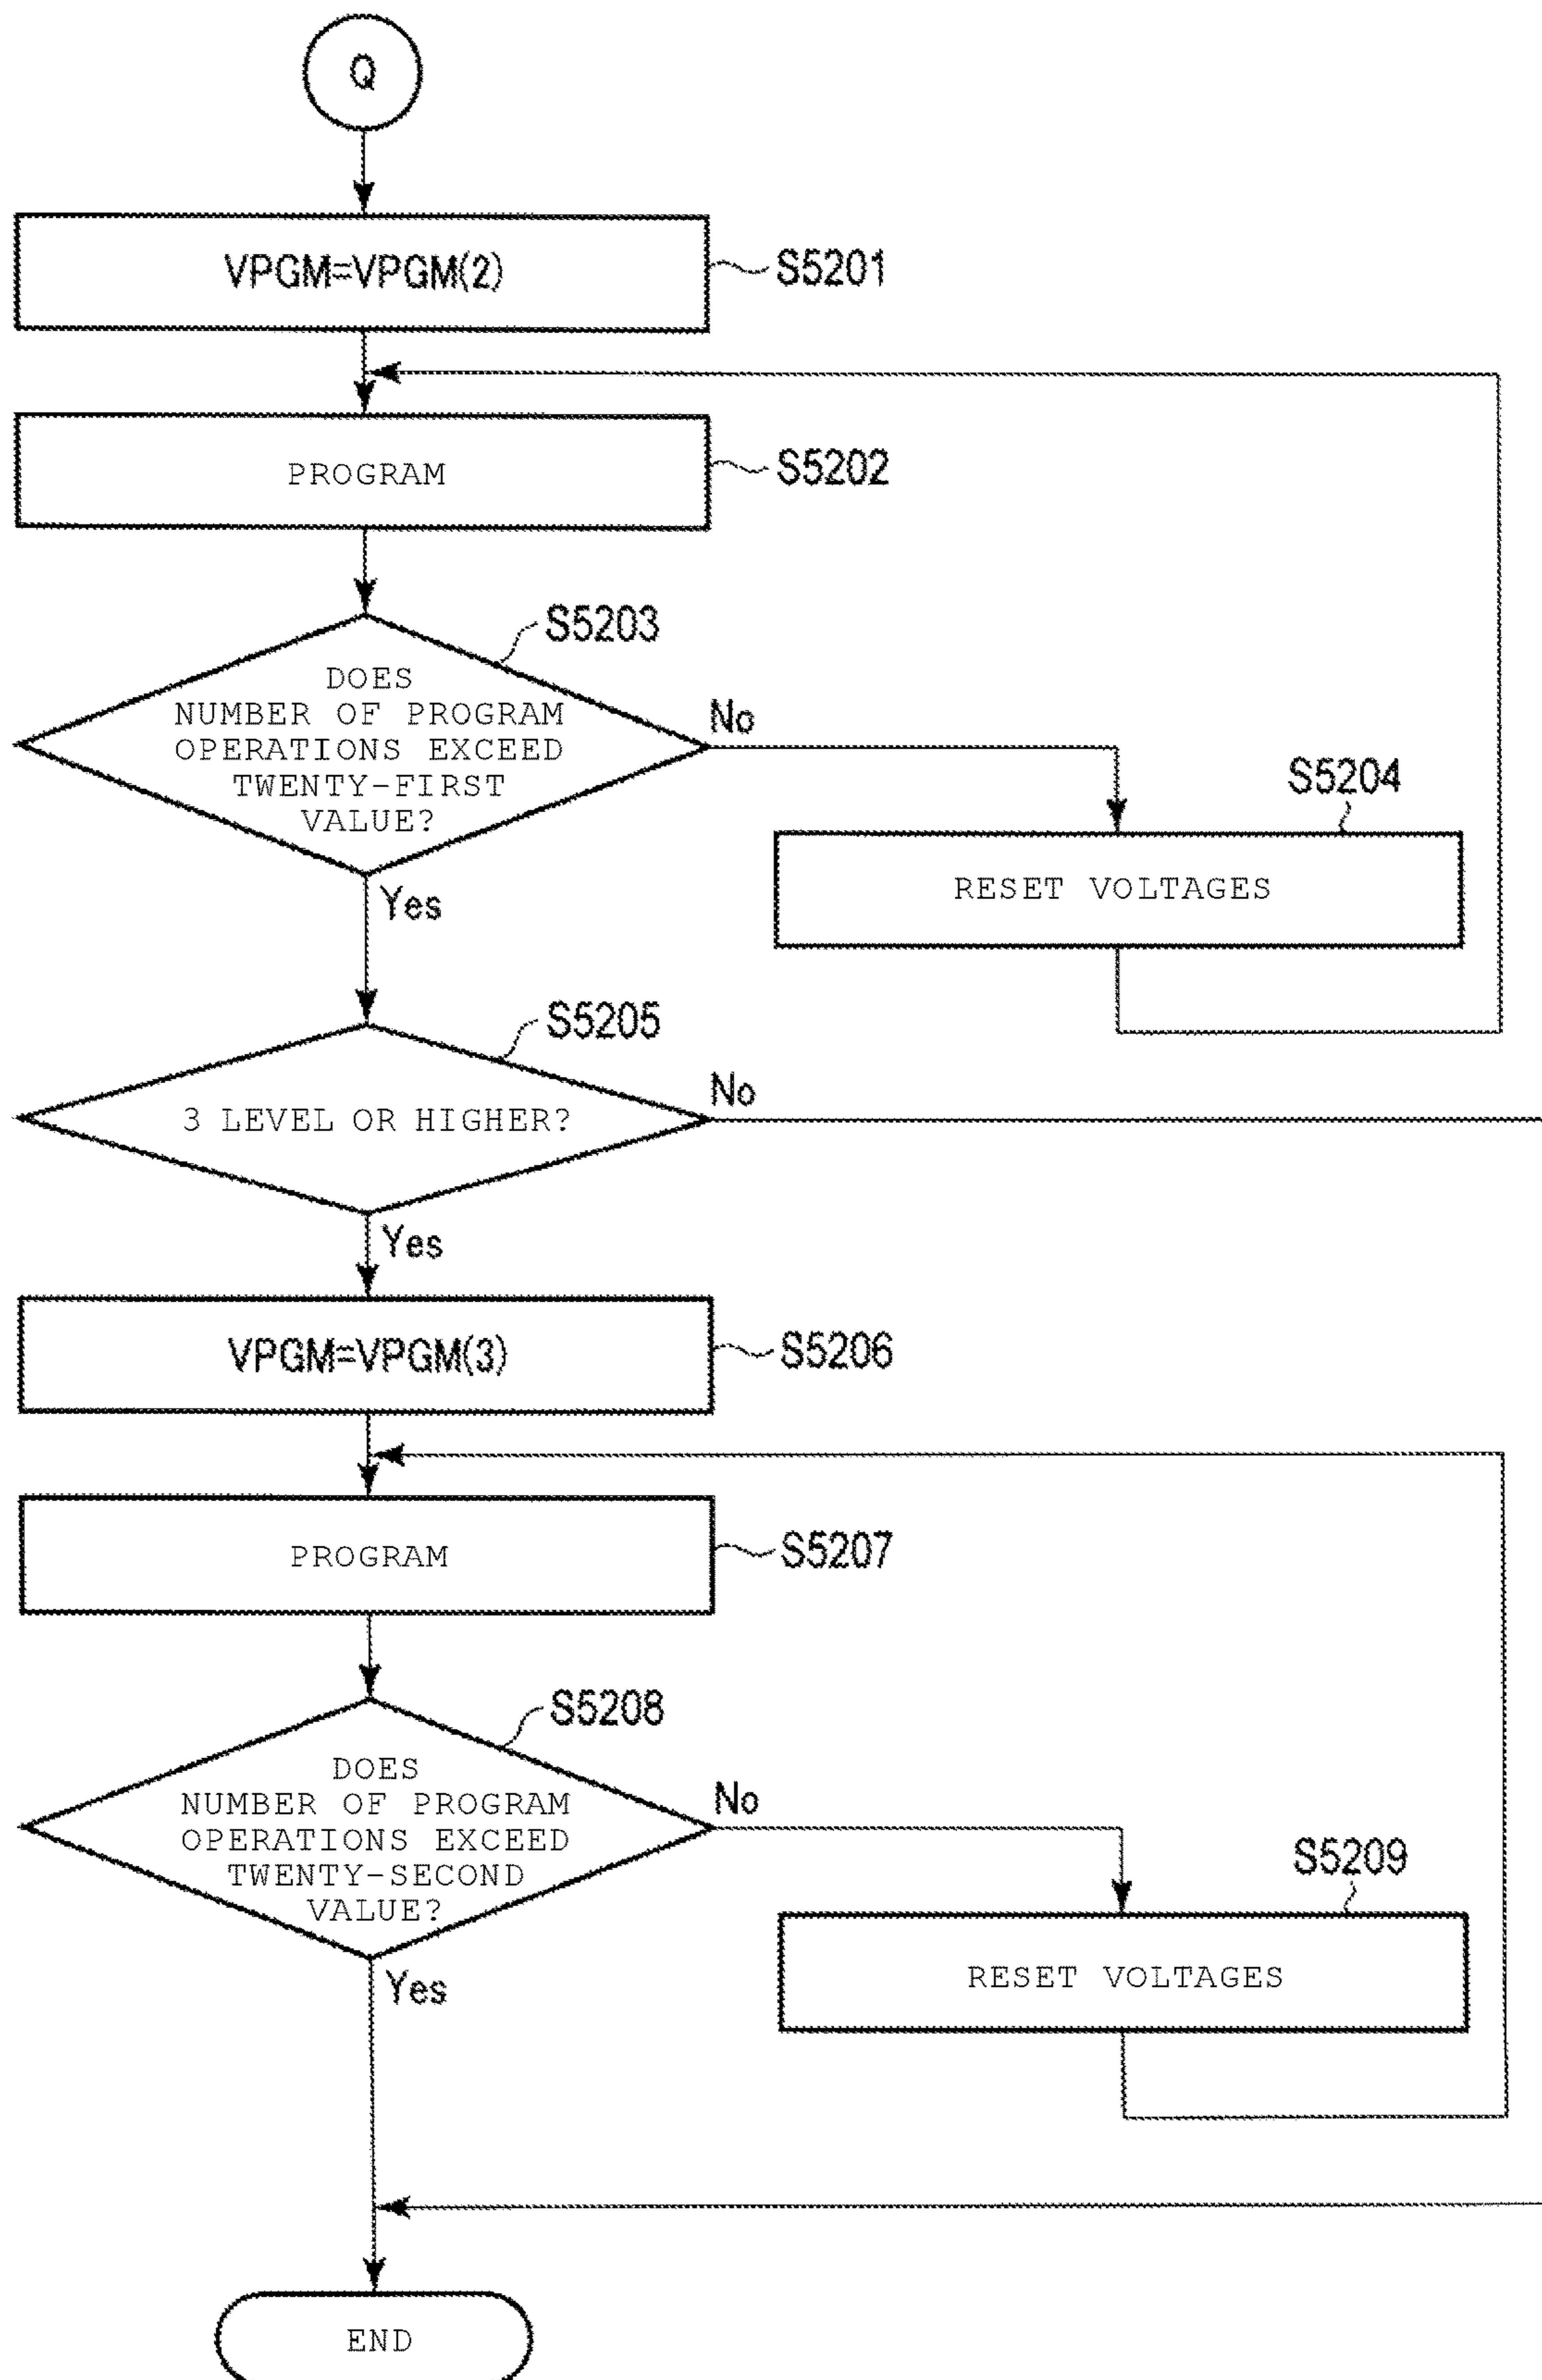 Q
VPGM=VPGM(2)
S5201
PROGRAM
S5202
S5203
DOES
NUMBER OF PROGRAM
OPERATIONS EXCEED
TWENTY-FIRST
VALUE?
No
S5204
RESET VOLTAGES
Yes
S5205
3 LEVEL OR HIGHER?
No
Yes
VPGM=VPGM(3)
S5206
PROGRAM
S5207
S5208
DOES
NUMBER OF PROGRAM
OPERATIONS EXCEED
TWENTY-SECOND
VALUE?
No
S5209
RESET VOLTAGES
Yes
END